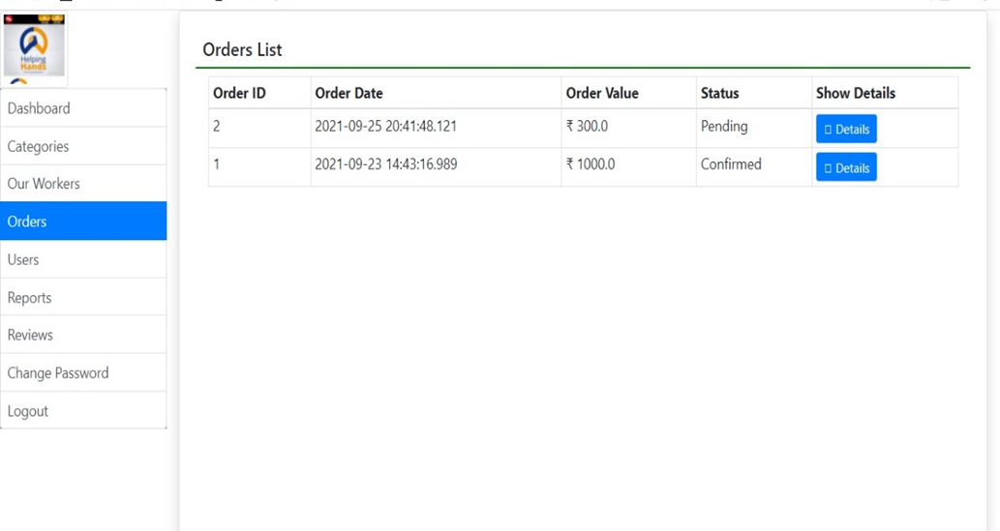 Helping
Hands
Dashboard
Categories
Our Workers
Orders
Users
Reports
Reviews
Change Password
Logout
Orders List
Order ID Order Date Order Value Status Show Details
2 2021-09-25 20:41:48.121 ₹ 300.0 Pending Details
1 2021-09-23 14:43:16.989 ₹ 1000.0 Confirmed Details